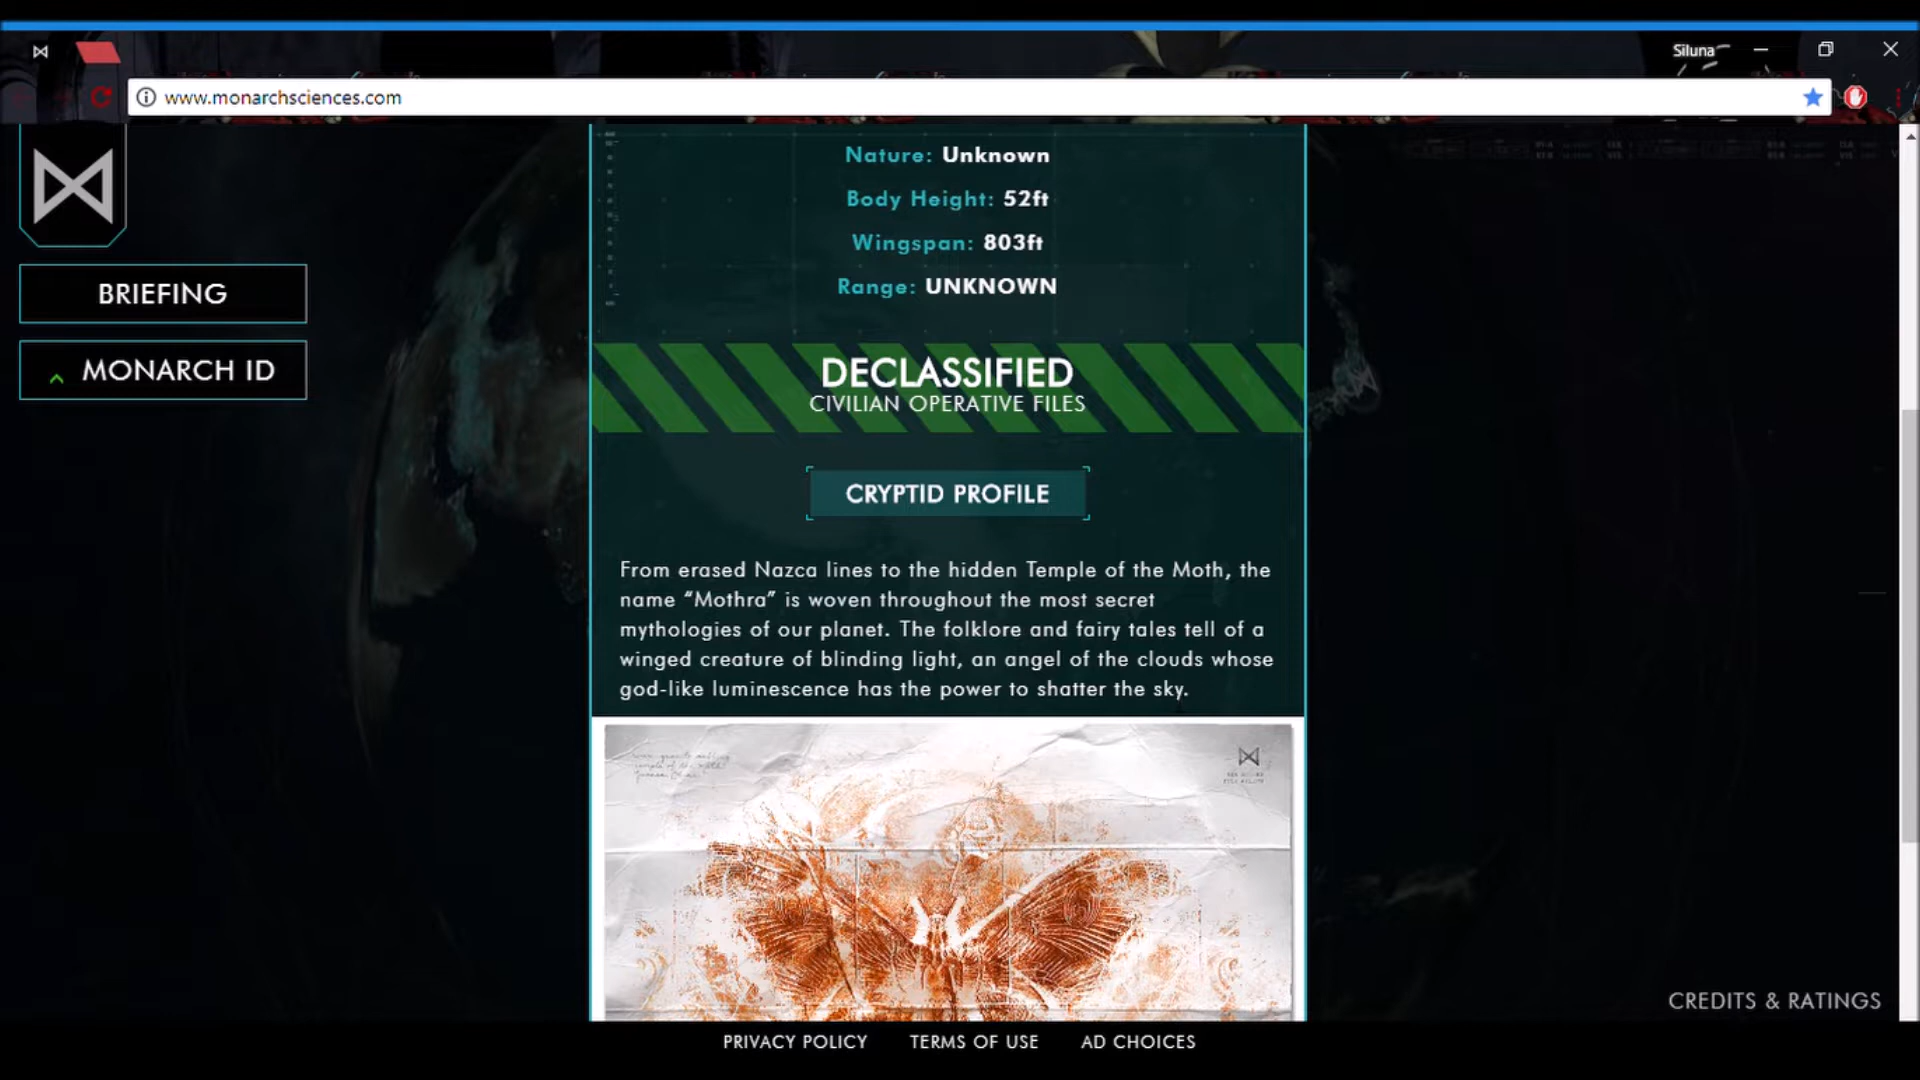 Siluna
www.monarchsciences.com
Nature: Unknown
Body Height: 52ft
Wingspan: 803ft
Range: UNKNOWN
BRIEFING
MONARCH ID
DECLASSIFIED
CIVILIAN OPERATIVE FILES
CRYPTID PROFILE
From erased Nazca lines to the hidden Temple of the Moth, the
name “Mothra” is woven throughout the most secret
mythologies of our planet. The folklore and fairy tales tell of a
winged creature of blinding light, an angel of the clouds whose
god-like luminescence has the power to shatter the sky.
CREDITS & RATINGS
PRIVACY POLICY TERMS OF USE AD CHOICES